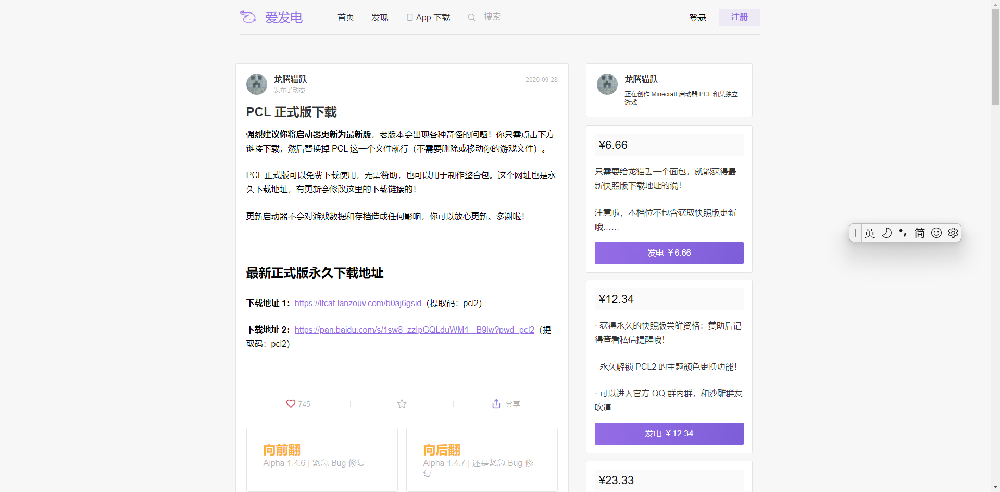 爱发电
首页
发现
App 下载
搜索...
登录
注册
龙腾猫跃
发布了动态
2020-09-28
PCL 正式版下载
强烈建议你将启动器更新为最新版，老版本会出现各种奇怪的问题！你只需点击下方
链接下载，然后替换掉 PCL 这一个文件就行（不需要删除或移动你的游戏文件）。
PCL 正式版可以免费下载使用，无需赞助，也可以用于制作整合包。这个网址也是永
久下载地址，有更新会修改这里的下载链接的！
更新启动器不会对游戏数据和存档造成任何影响，你可以放心更新。多谢啦！
最新正式版永久下载地址
下载地址 1：https://ltcat.lanzouv.com/b0aj6gsid（提取码：pcl2）
下载地址 2：https://pan.baidu.com/s/1sw8_zzIpGQLduWM1_-B9lw?pwd=pcl2（提
取码：pcl2）
745
分享
向前翻
Alpha 1.4.6 | 紧急 Bug 修复
向后翻
Alpha 1.4.7 | 还是紧急 Bug 修
复
龙腾猫跃
正在创作 Minecraft 启动器 PCL 和某独立
游戏
¥6.66
只需要给龙猫丢一个面包，就能获得最
新快照版下载地址的说！
注意啦，本档位不包含获取快照版更新
哦……
发电 ￥6.66
¥12.34
· 获得永久的快照版尝鲜资格：赞助后记
得查看私信提醒哦！
· 永久解锁 PCL2 的主题颜色更换功能！
· 可以进入官方 QQ 群内群，和沙雕群友
吹逼
发电 ￥12.34
¥23.33
英
简